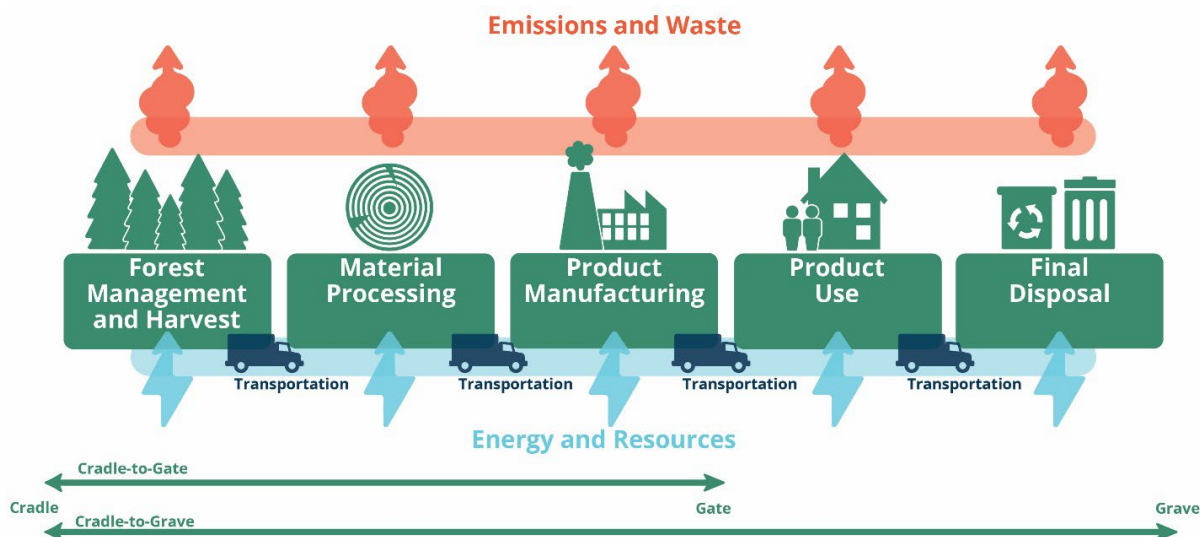 Emissions and Waste
Forest
Management
and Harvest
Material
Processing
Product
Manufacturing
Product
Use
Final
Disposal
Transportation
Transportation
Transportation
Transportation
Energy and Resources
Cradle-to-Gate
Cradle
Gate
Grave
Cradle-to-Grave